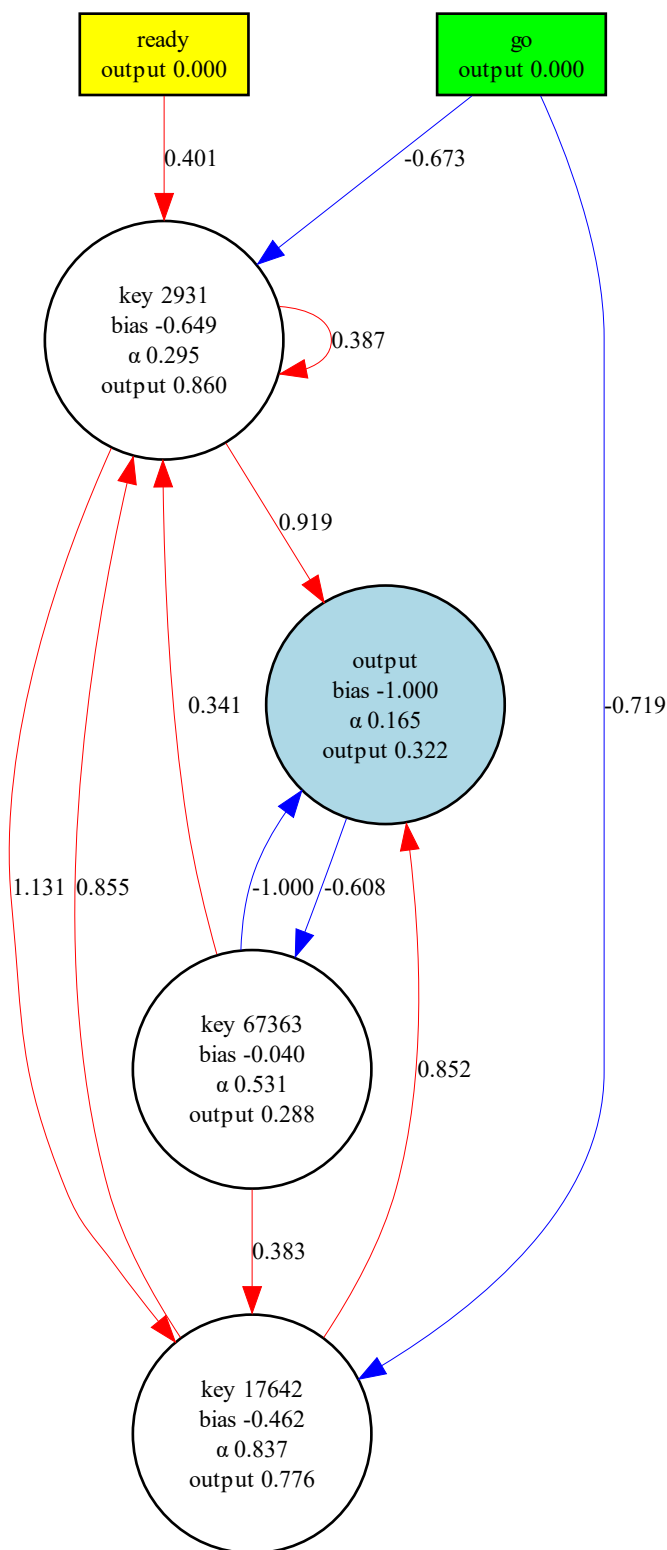 ready
output 0.000
go
output 0.000
0.401
-0.673
key 2931
bias -0.649
α 0.295
output 0.860
0.387
0.919
output
bias -1.000
α 0.165
output 0.322
0.341
-0.719
1.131
0.855
-1.000
-0.608
0.852
key 67363
bias -0.040
α 0.531
output 0.288
0.383
key 17642
bias -0.462
α 0.837
output 0.776